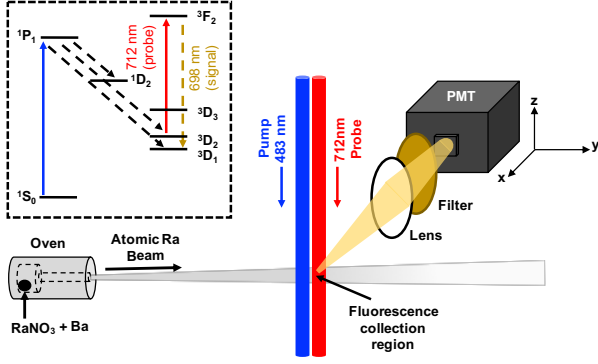 ³F₂
¹P₁
712 nm
(probe)
698 nm
(signal)
¹D₂
³D₃
³D₂
³D₁
¹S₀
PMT
z
y
x
Pump
483 nm
712nm
Probe
Filter
Lens
Oven
Atomic Ra
Beam
RaNO₃ + Ba
Fluorescence
collection
region